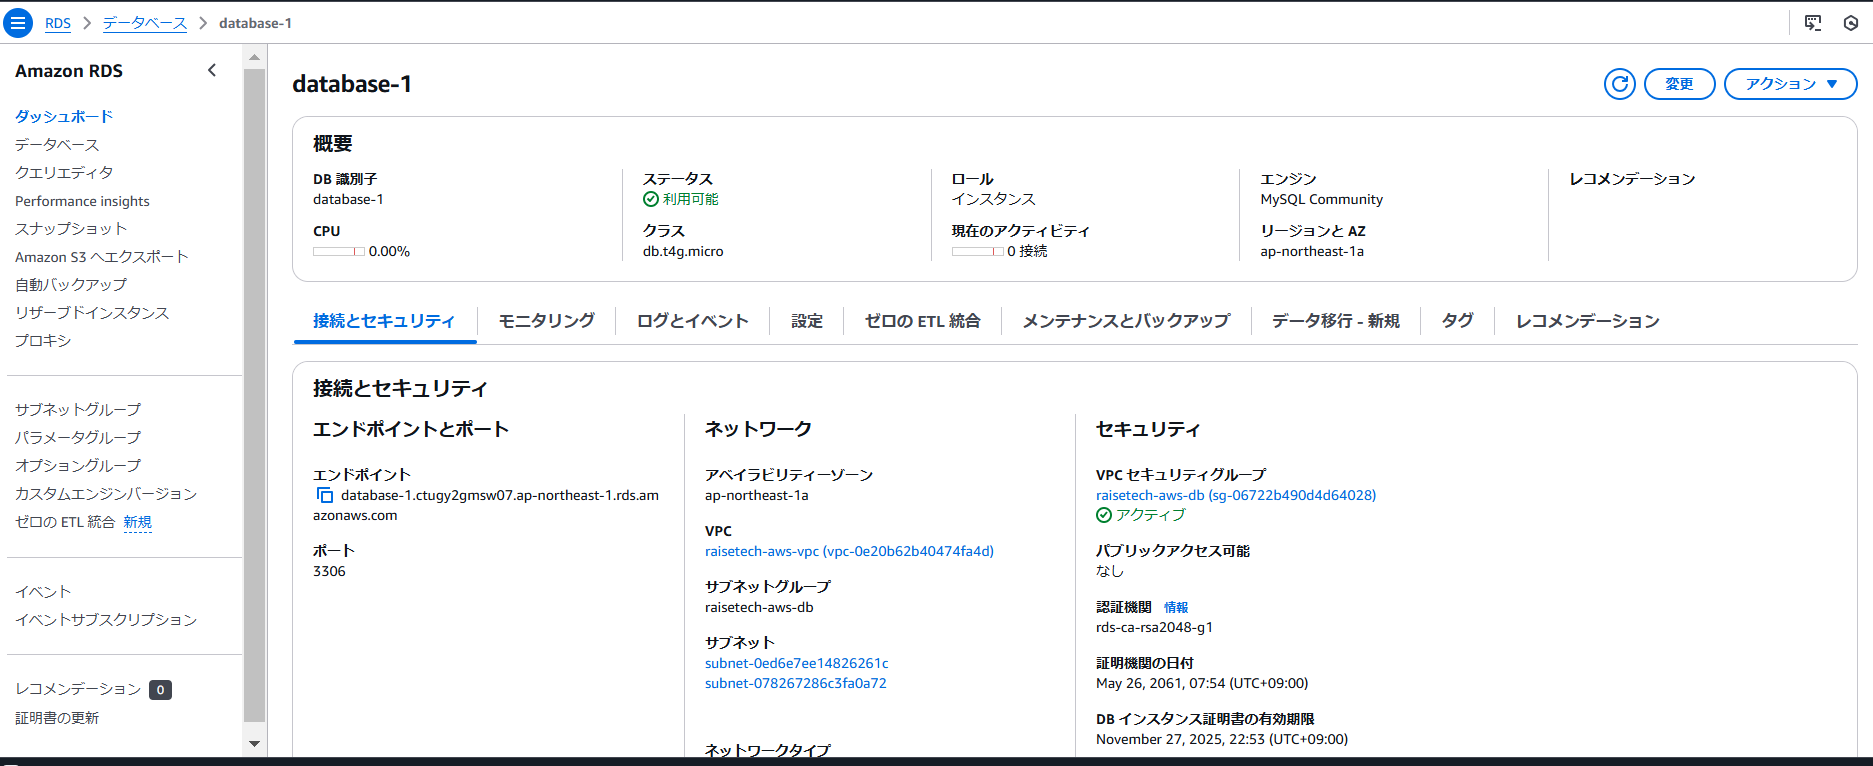 RDS > データベース > database-1
Amazon RDS
ダッシュボード
データベース
クエリエディタ
Performance insights
スナップショット
Amazon S3 へエクスポート
自動バックアップ
リザーブドインスタンス
プロキシ
サブネットグループ
パラメータグループ
オプショングループ
カスタムエンジンバージョン
ゼロの ETL 統合 新規
イベント
イベントサブスクリプション
レコメンデーション 0
証明書の更新
database-1
変更
アクション
概要
DB 識別子
database-1
CPU
0.00%
ステータス
利用可能
クラス
db.t4g.micro
ロール
インスタンス
現在のアクティビティ
0 接続
エンジン
MySQL Community
リージョンと AZ
ap-northeast-1a
レコメンデーション
接続とセキュリティ
モニタリング
ログとイベント
設定
ゼロの ETL 統合
メンテナンスとバックアップ
データ移行 - 新規
タグ
レコメンデーション
接続とセキュリティ
エンドポイントとポート
エンドポイント
database-1.ctugy2gmsw07.ap-northeast-1.rds.am
azonaws.com
ポート
3306
ネットワーク
アベイラビリティーゾーン
ap-northeast-1a
VPC
raisetech-aws-vpc (vpc-0e20b62b40474fa4d)
サブネットグループ
raisetech-aws-db
サブネット
subnet-0ed6e7ee14826261c
subnet-078267286c3fa0a72
ネットワークタイプ
セキュリティ
VPC セキュリティグループ
raisetech-aws-db (sg-06722b490d4d64028)
アクティブ
パブリックアクセス可能
なし
認証機関 情報
rds-ca-rsa2048-g1
証明機関の日付
May 26, 2061, 07:54 (UTC+09:00)
DB インスタンス証明書の有効期限
November 27, 2025, 22:53 (UTC+09:00)